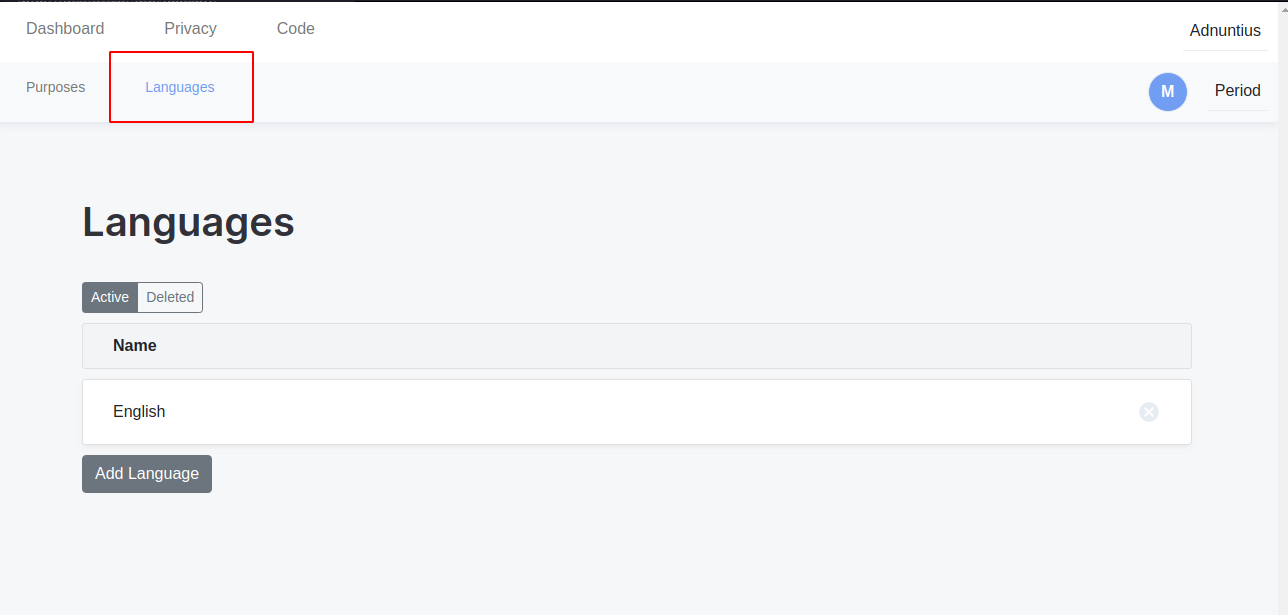 Dashboard Privacy Code Adnuntius
Purposes Languages M Period
Languages
Active Deleted
Name
English
Add Language